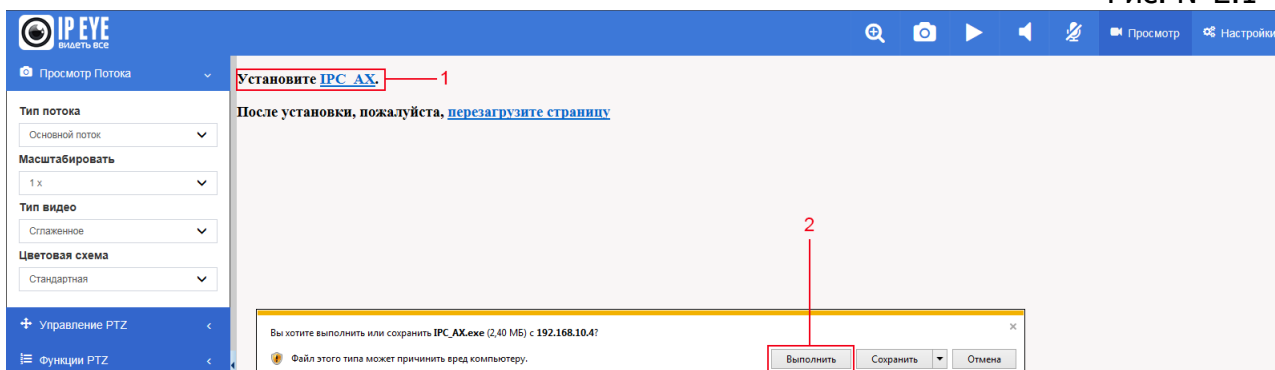 IP EYE
ВИДЕТЬ ВСЕ
Просмотр
Настройки
Просмотр Потока
Установите IPC_AX.
1
После установки, пожалуйста, перезагрузите страницу
Тип потока
Основной поток
Масштабировать
1 x
Тип видео
Сглаженное
Цветовая схема
Стандартная
2
Управление PTZ
Функции PTZ
Вы хотите выполнить или сохранить IPC_AX.exe (2,40 МБ) с 192.168.10.4?
Файл этого типа может причинить вред компьютеру.
Выполнить
Сохранить
Отмена